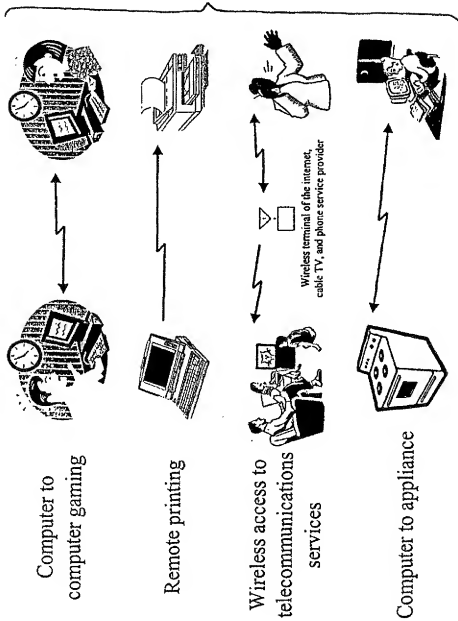 Computer to
computer gaming
Remote printing
Wireless access to
telecommunications
services
Wireless terminal of the internet,
cable TV, and phone service provider
Computer to appliance